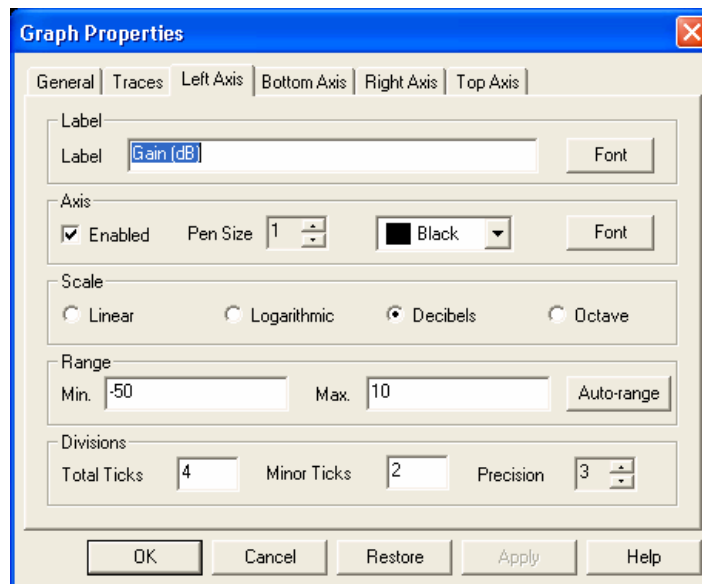 Graph Properties
General Traces Left Axis Bottom Axis Right Axis Top Axis
Label
Label Gain (dB) Font
Axis
Enabled Pen Size 1 Black Font
Scale
Linear Logarithmic Decibels Octave
Range
Min. -50 Max. 10 Auto-range
Divisions
Total Ticks 4 Minor Ticks 2 Precision 3
OK Cancel Restore Apply Help